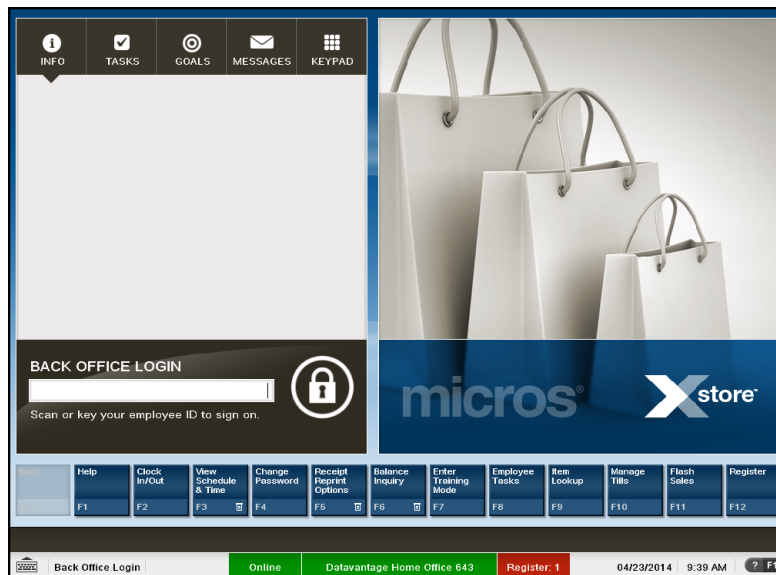 INFO TASKS GOALS MESSAGES KEYPAD
BACK OFFICE LOGIN
Scan or key your employee ID to sign on.
micros®
Xstore™
Back
Help
F1
Clock
In/Out
F2
View
Schedule
& Time
F3
Change
Password
F4
Receipt
Reprint
Options
F5
Balance
Inquiry
F6
Enter
Training
Mode
F7
Employee
Tasks
F8
Item
Lookup
F9
Manage
Tills
F10
Flash
Sales
F11
Register
F12
Back Office Login Online Datavantage Home Office 643 Register: 1 04/23/2014 9:39 AM ? F1